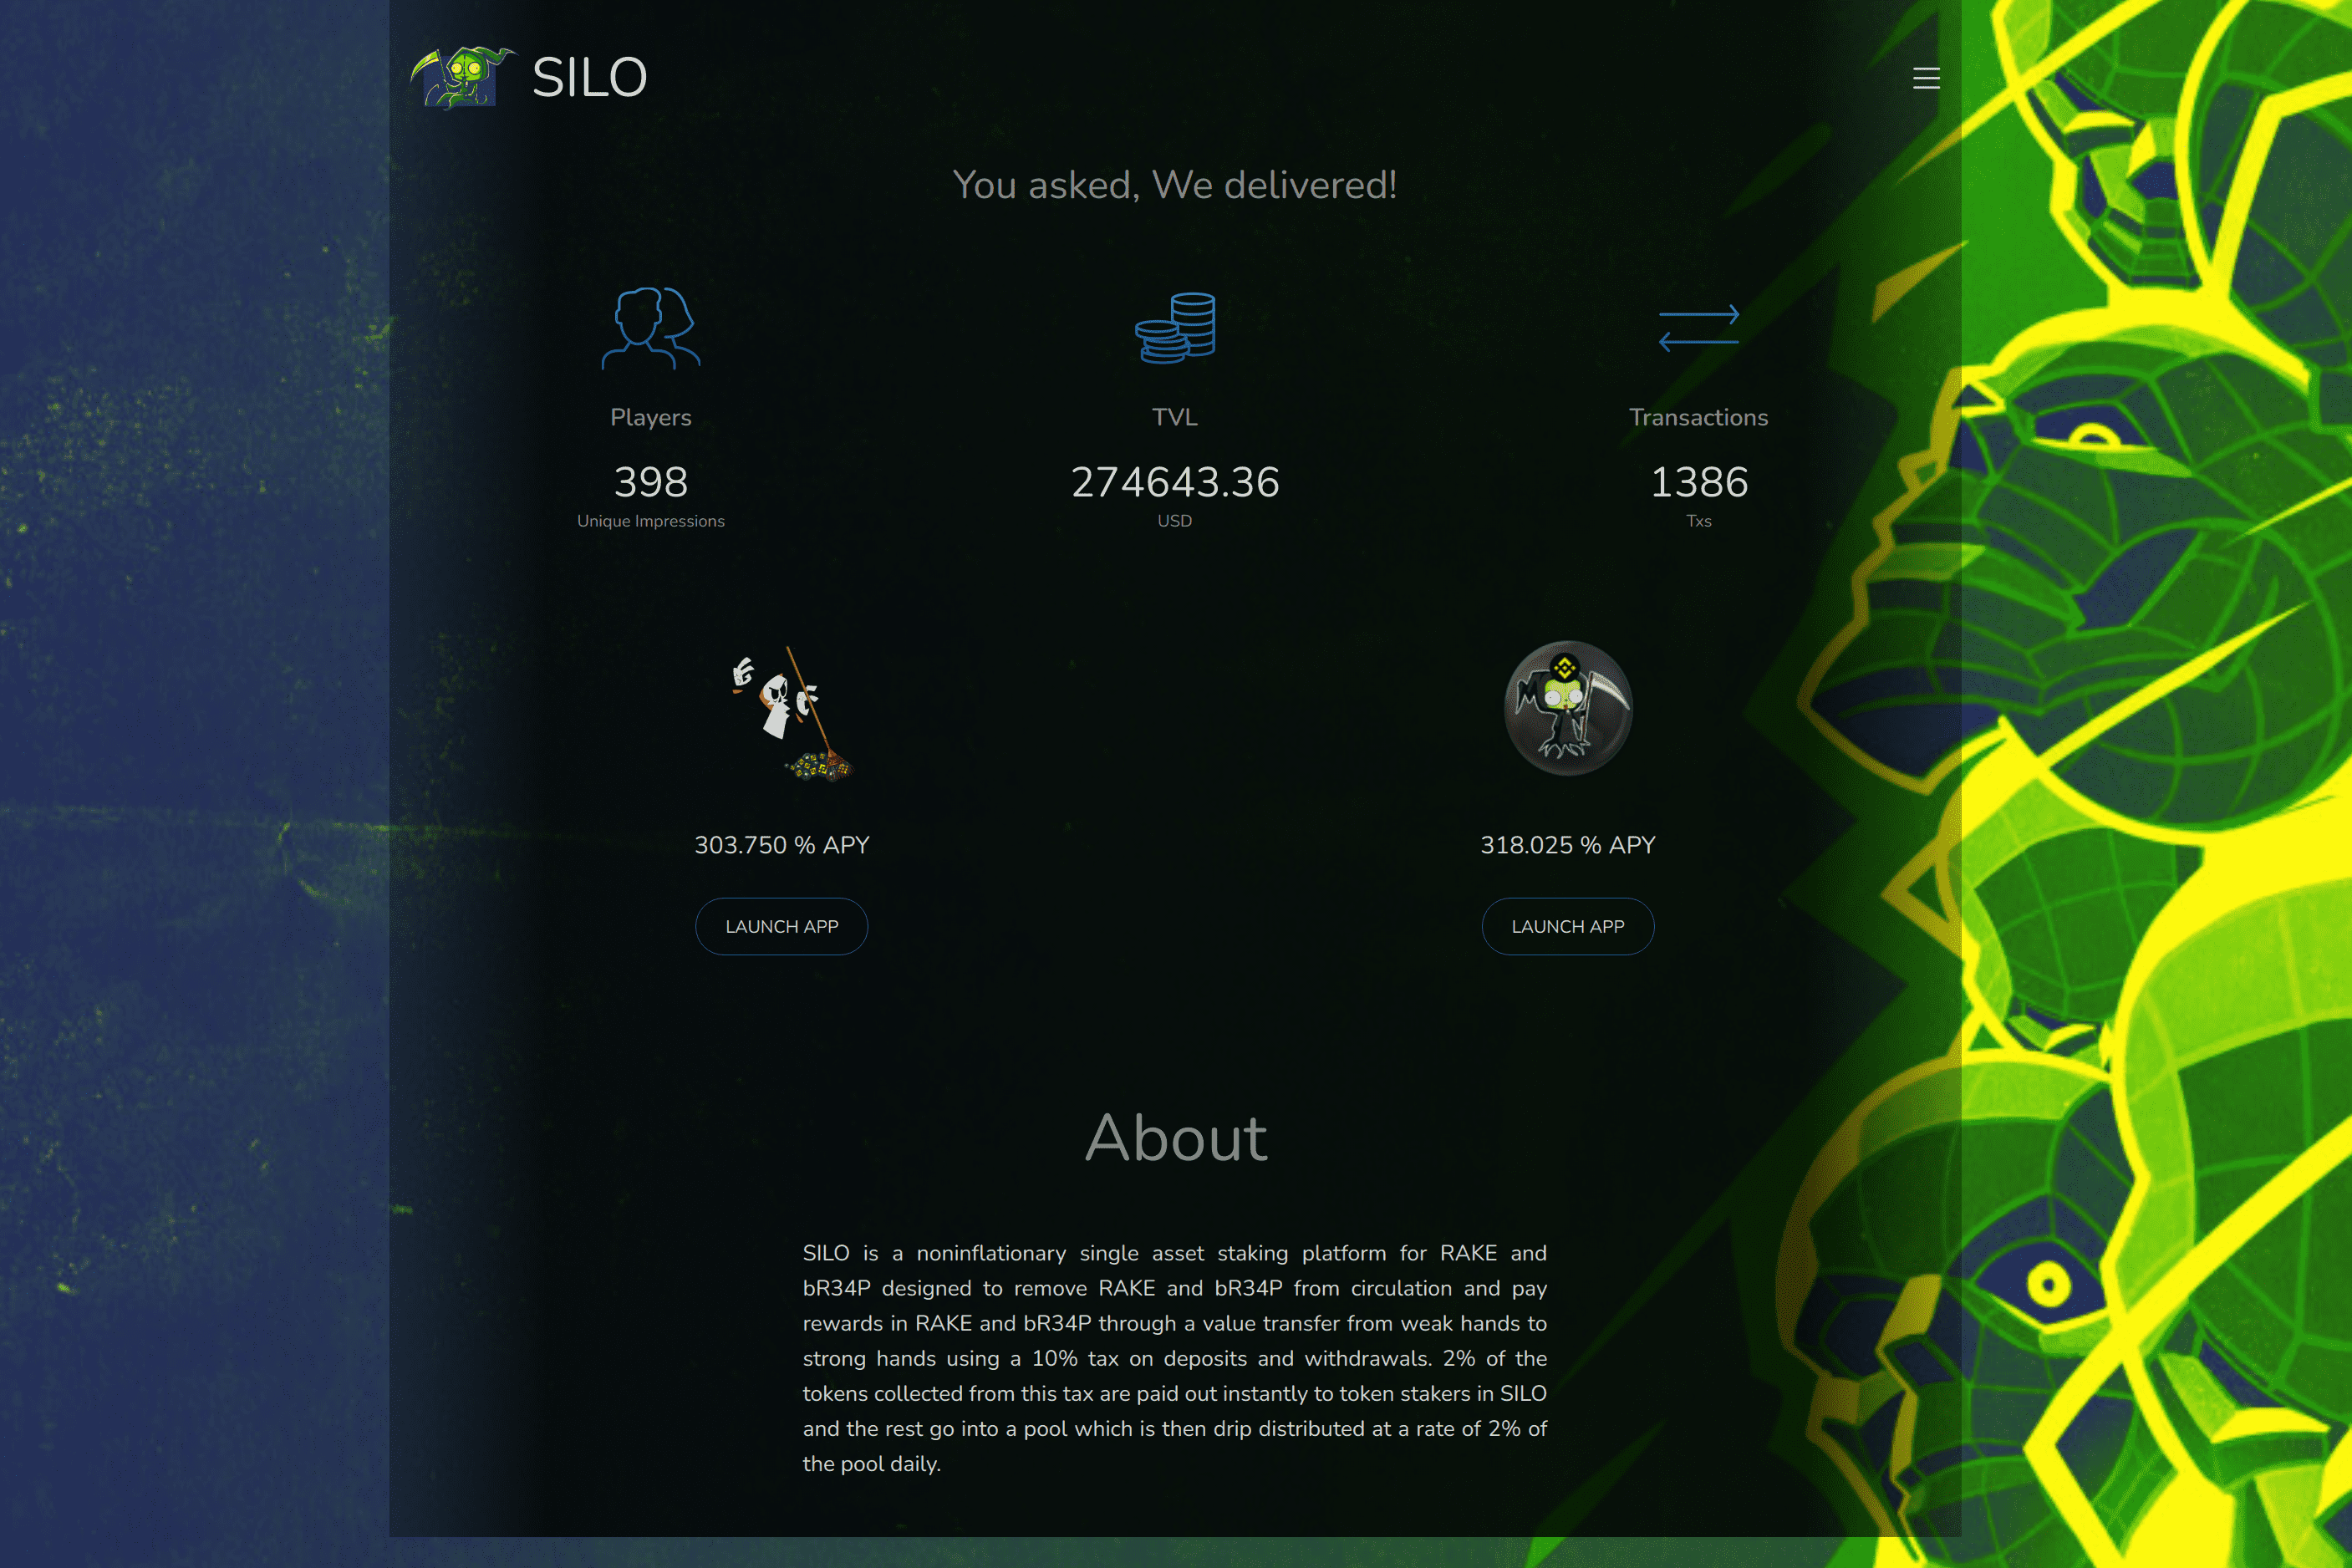 SILO
You asked, We delivered!
Players
TVL
Transactions
398
274643.36
1386
Unique Impressions
USD
Txs
303.750 % APY
318.025 % APY
LAUNCH APP
LAUNCH APP
About
SILO is a noninflationary single asset staking platform for RAKE and
bR34P designed to remove RAKE and bR34P from circulation and pay
rewards in RAKE and bR34P through a value transfer from weak hands to
strong hands using a 10% tax on deposits and withdrawals. 2% of the
tokens collected from this tax are paid out instantly to token stakers in SILO
and the rest go into a pool which is then drip distributed at a rate of 2% of
the pool daily.